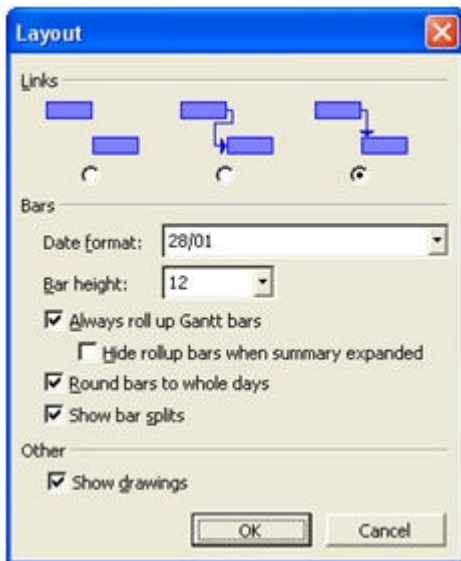 Layout
Links
Bars
Date format: 28/01
Bar height: 12
Always roll up Gantt bars
Hide rollup bars when summary expanded
Round bars to whole days
Show bar splits
Other
Show drawings
OK Cancel